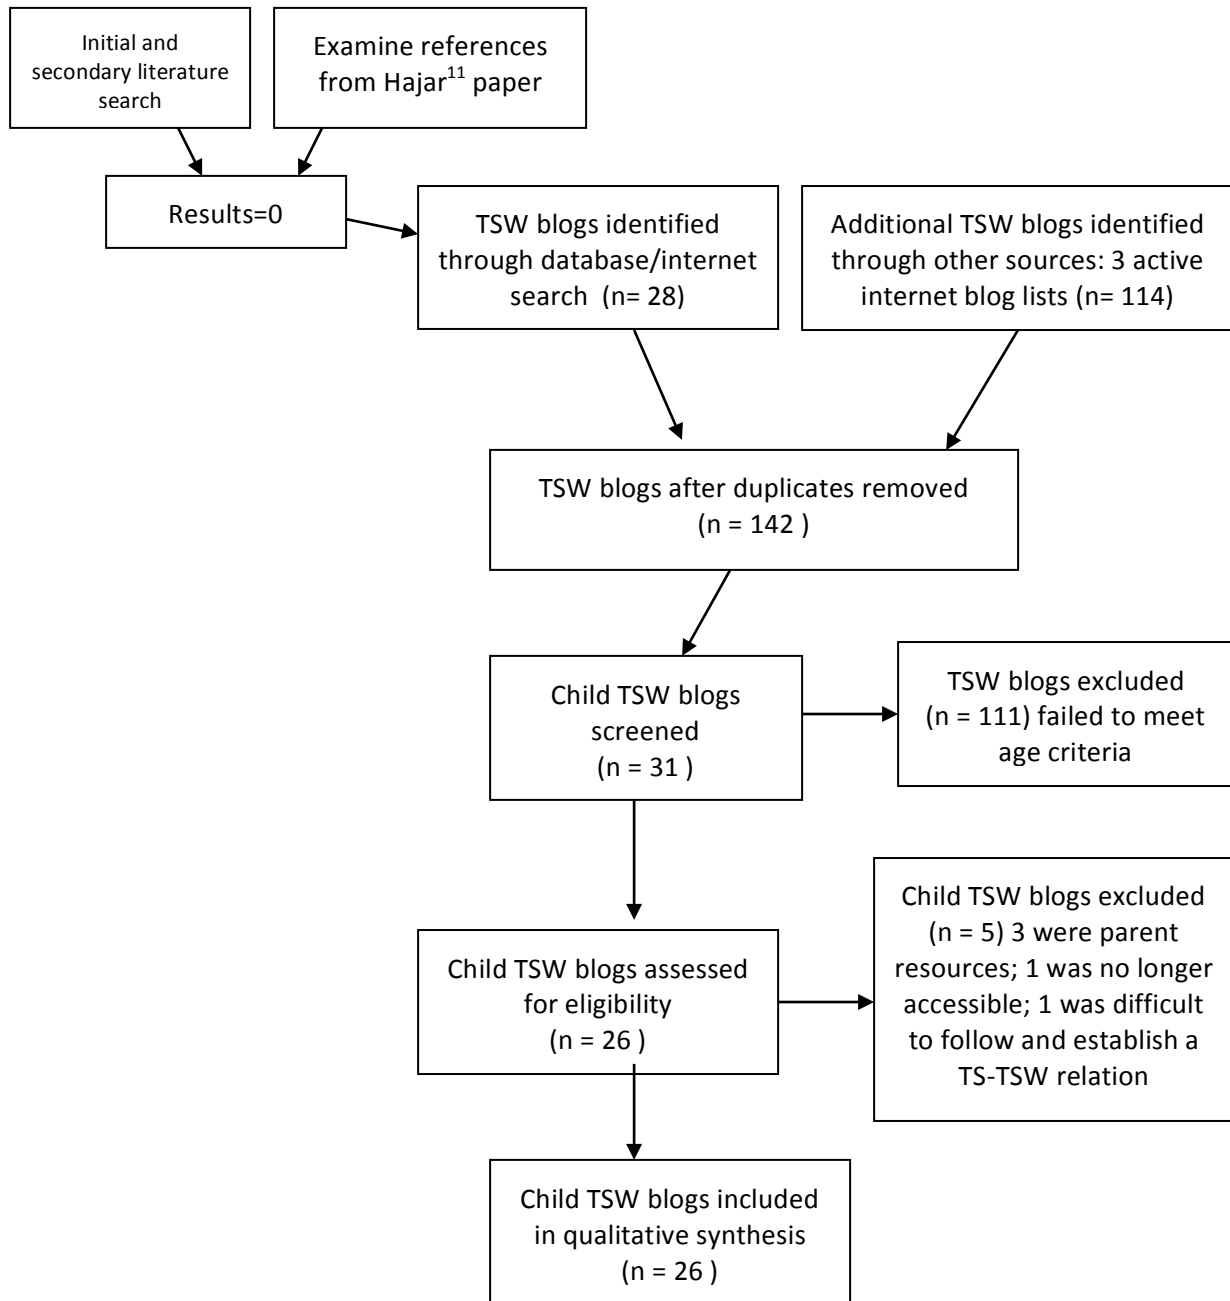 Initial and
secondary literature
search
Examine references
from Hajar11 paper
Results=0
TSW blogs identified
through database/internet
search (n= 28)
Additional TSW blogs identified
through other sources: 3 active
internet blog lists (n= 114)
TSW blogs after duplicates removed
(n = 142 )
Child TSW blogs
screened
(n = 31 )
TSW blogs excluded
(n = 111) failed to meet
age criteria
Child TSW blogs assessed
for eligibility
(n = 26 )
Child TSW blogs excluded
(n = 5) 3 were parent
resources; 1 was no longer
accessible; 1 was difficult
to follow and establish a
TS-TSW relation
Child TSW blogs included
in qualitative synthesis
(n = 26 )